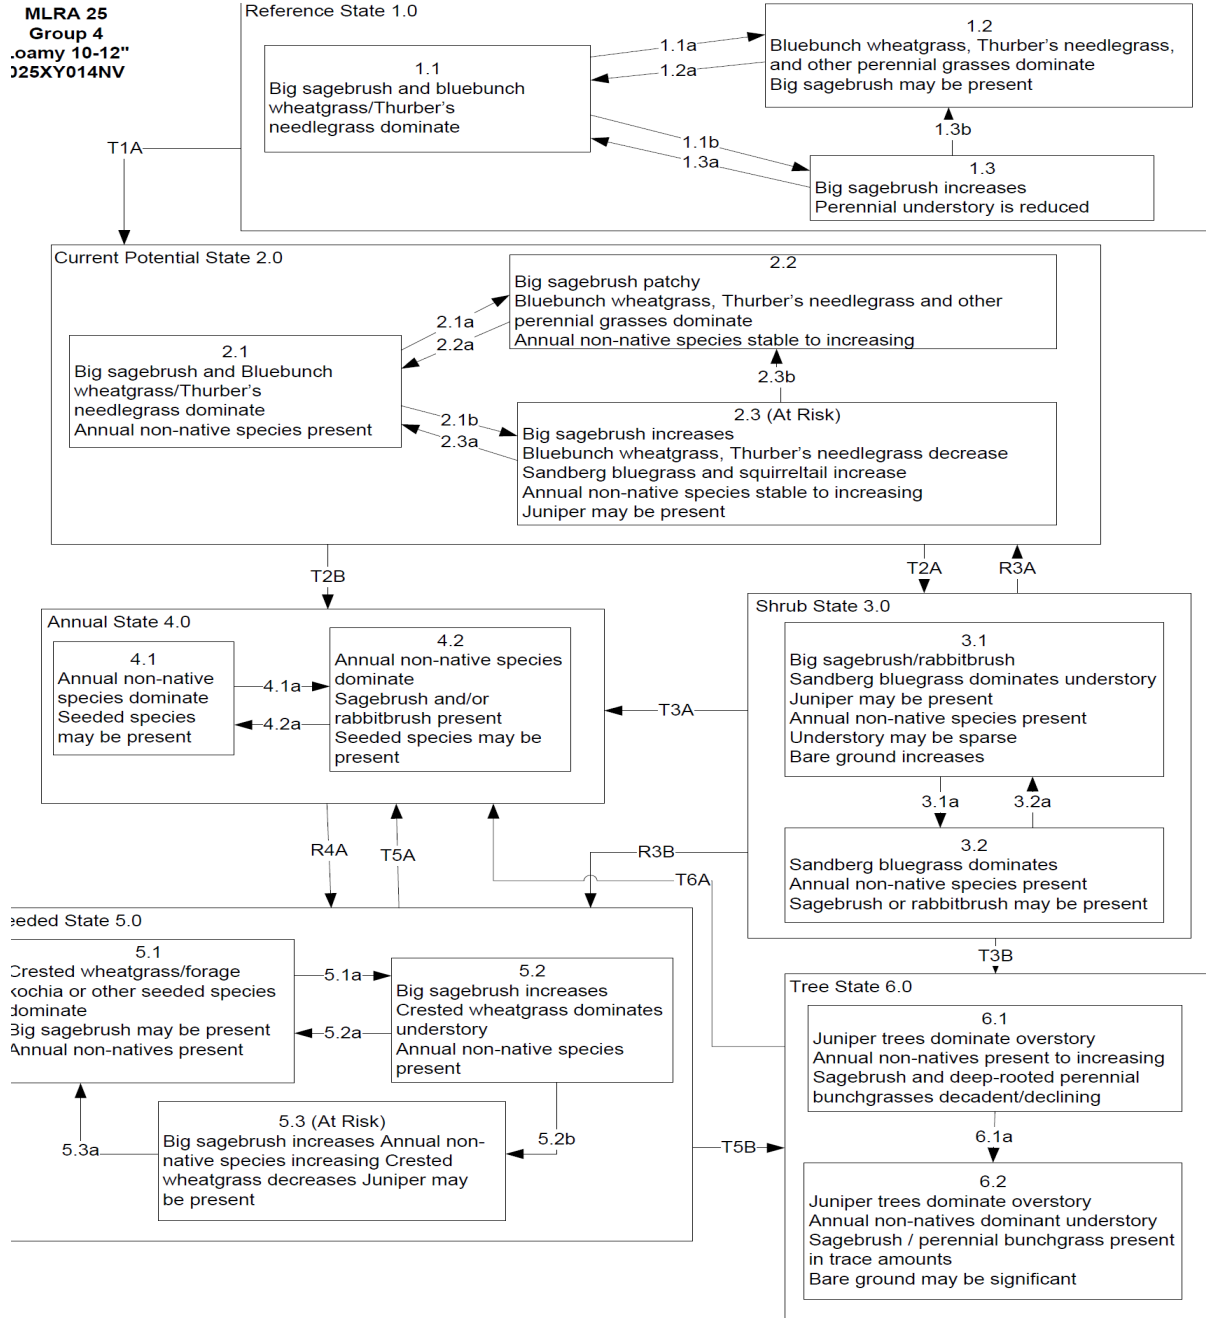 MLRA 25
Group 4
Loamy 10-12"
025XY014NV
Reference State 1.0
1.1
Big sagebrush and bluebunch
wheatgrass/Thurber's
needlegrass dominate
1.1a
1.2a
1.2
Bluebunch wheatgrass, Thurber's needlegrass,
and other perennial grasses dominate
Big sagebrush may be present
1.1b
1.3a
1.3b
1.3
Big sagebrush increases
Perennial understory is reduced
T1A
Current Potential State 2.0
2.1
Big sagebrush and Bluebunch
wheatgrass/Thurber's
needlegrass dominate
Annual non-native species present
2.1a
2.2a
2.2
Big sagebrush patchy
Bluebunch wheatgrass, Thurber's needlegrass and other
perennial grasses dominate
Annual non-native species stable to increasing
2.1b
2.3a
2.3b
2.3 (At Risk)
Big sagebrush increases
Bluebunch wheatgrass, Thurber's needlegrass decrease
Sandberg bluegrass and squirreltail increase
Annual non-native species stable to increasing
Juniper may be present
T2B
T2A
R3A
Annual State 4.0
4.1
Annual non-native
species dominate
Seeded species
may be present
4.1a
4.2a
4.2
Annual non-native species
dominate
Sagebrush and/or
rabbitbrush present
Seeded species may be
present
T3A
Shrub State 3.0
3.1
Big sagebrush/rabbitbrush
Sandberg bluegrass dominates understory
Juniper may be present
Annual non-native species present
Understory may be sparse
Bare ground increases
3.1a
3.2a
3.2
Sandberg bluegrass dominates
Annual non-native species present
Sagebrush or rabbitbrush may be present
R4A
T5A
R3B
T6A
T3B
eeded State 5.0
5.1
Crested wheatgrass/forage
kochia or other seeded species
dominate
Big sagebrush may be present
Annual non-natives present
5.1a
5.2a
5.2
Big sagebrush increases
Crested wheatgrass dominates
understory
Annual non-native species
present
5.3a
5.2b
5.3 (At Risk)
Big sagebrush increases Annual non-
native species increasing Crested
wheatgrass decreases Juniper may
be present
T5B
Tree State 6.0
6.1
Juniper trees dominate overstory
Annual non-natives present to increasing
Sagebrush and deep-rooted perennial
bunchgrasses decadent/declining
6.1a
6.2
Juniper trees dominate overstory
Annual non-natives dominant understory
Sagebrush / perennial bunchgrass present
in trace amounts
Bare ground may be significant